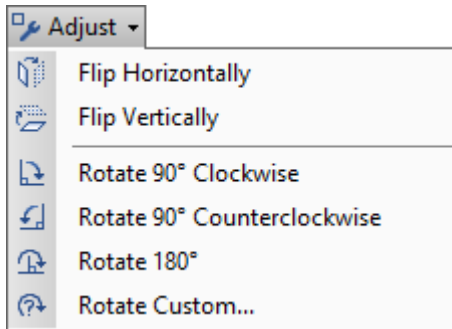 Adjust
Flip Horizontally
Flip Vertically
Rotate 90° Clockwise
Rotate 90° Counterclockwise
Rotate 180°
Rotate Custom...